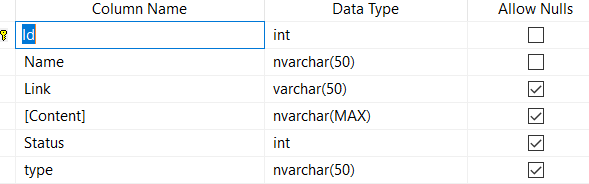 Column Name Data Type Allow Nulls
Id int
Name nvarchar(50)
Link varchar(50)
[Content] nvarchar(MAX)
Status int
type nvarchar(50)